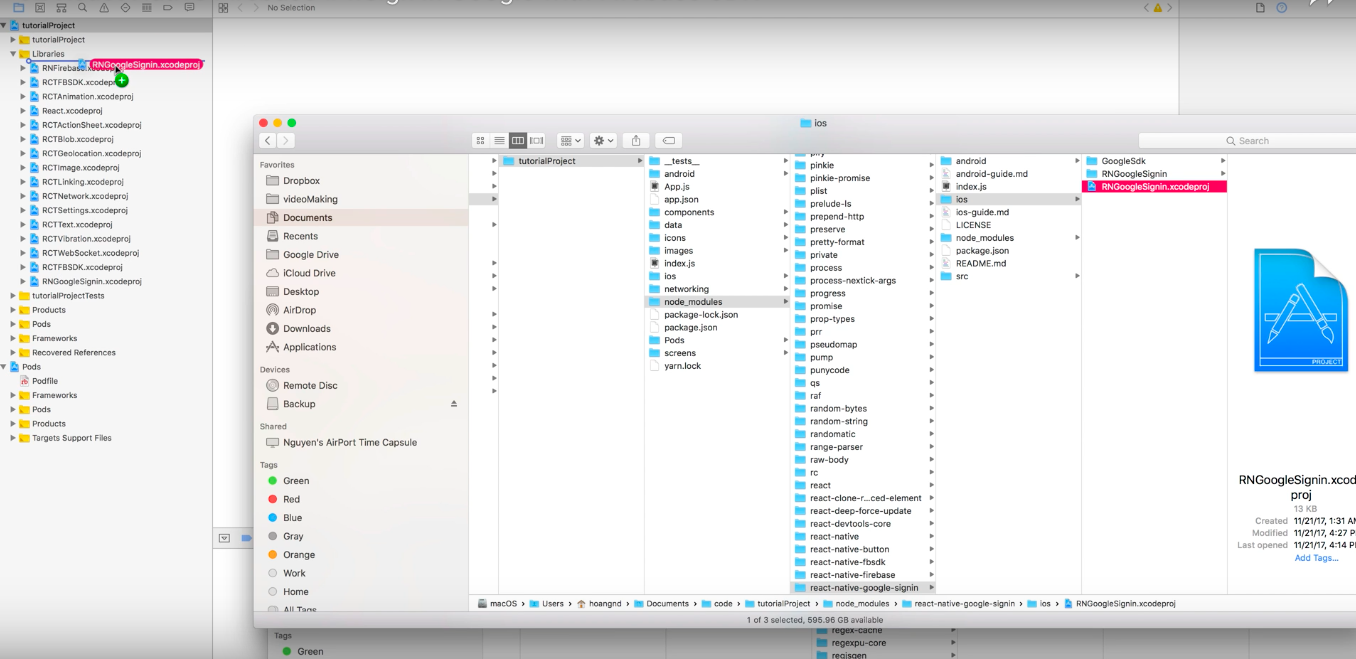 No Selection
tutorialProject
tutorialProject
Libraries
RNGoogleSignin.xcodeproj
RNFirebase.xcodeproj
RCTFBSDK.xcodeproj
RCTAnimation.xcodeproj
React.xcodeproj
RCTActionSheet.xcodeproj
RCTBlob.xcodeproj
RCTGeolocation.xcodeproj
RCTImage.xcodeproj
RCTLinking.xcodeproj
RCTNetwork.xcodeproj
RCTSettings.xcodeproj
RCTText.xcodeproj
RCTVibration.xcodeproj
RCTWebSocket.xcodeproj
RCTFBSDK.xcodeproj
RNGoogleSignin.xcodeproj
tutorialProjectTests
Products
Pods
Frameworks
Recovered References
Pods
Podfile
Frameworks
Pods
Products
Targets Support Files
ios
Search
Favorites
Dropbox
videoMaking
Documents
Recents
Google Drive
iCloud Drive
Desktop
AirDrop
Downloads
Applications
Devices
Remote Disc
Backup
Shared
Nguyen's AirPort Time Capsule
Tags
Green
Red
Blue
Gray
Orange
Work
Home
All Tags
tutorialProject
__tests__
android
App.js
app.json
components
data
icons
images
index.js
ios
networking
node_modules
package-lock.json
package.json
Pods
screens
yarn.lock
pinkie
pinkie-promise
plist
prelude-ls
prepend-http
preserve
pretty-format
private
process
process-nextick-args
progress
promise
prop-types
prr
pseudomap
pump
punycode
qs
raf
random-bytes
random-string
randomatic
range-parser
raw-body
rc
react
react-clone-r...ced-element
react-deep-force-update
react-devtools-core
react-native
react-native-button
react-native-fbsdk
react-native-firebase
react-native-google-signin
android
android-guide.md
index.js
ios
ios-guide.md
LICENSE
node_modules
package.json
README.md
src
GoogleSdk
RNGoogleSignin
RNGoogleSignin.xcodeproj
PROJECT
RNGoogleSignin.xcod
proj
13 KB
Created 11/21/17, 1:31 AM
Modified 11/21/17, 4:27 P
Last opened 11/21/17, 4:14 P
Add Tags...
macOS › Users › hoangnd › Documents › code › tutorialProject › node_modules › react-native-google-signin › ios › RNGoogleSignin.xcodeproj
1 of 3 selected, 595.96 GB available
Tags
Green
regex-cache
regexpu-core
regjsgen